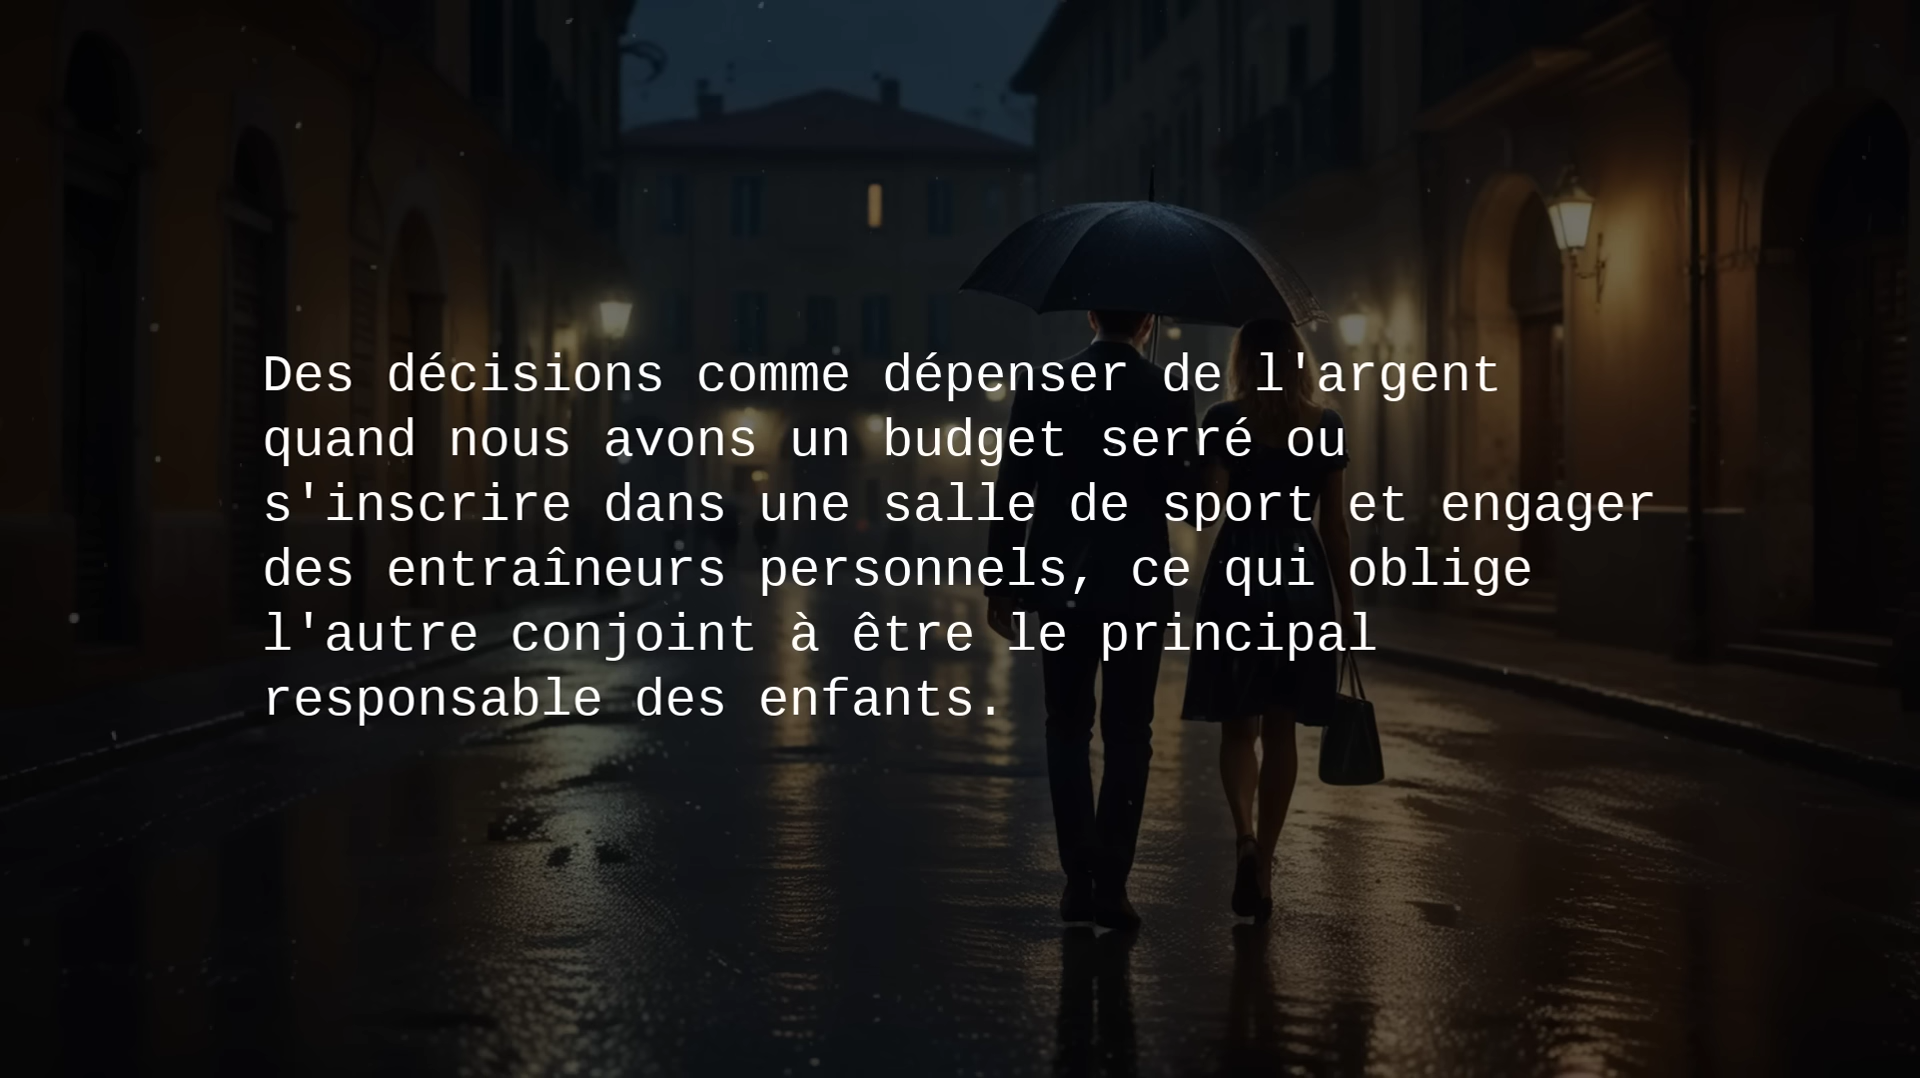 Des décisions comme dépenser de l'argent
quand nous avons un budget serré ou
s'inscrire dans une salle de sport et engager
des entraîneurs personnels, ce qui oblige
l'autre conjoint à être le principal
responsable des enfants.